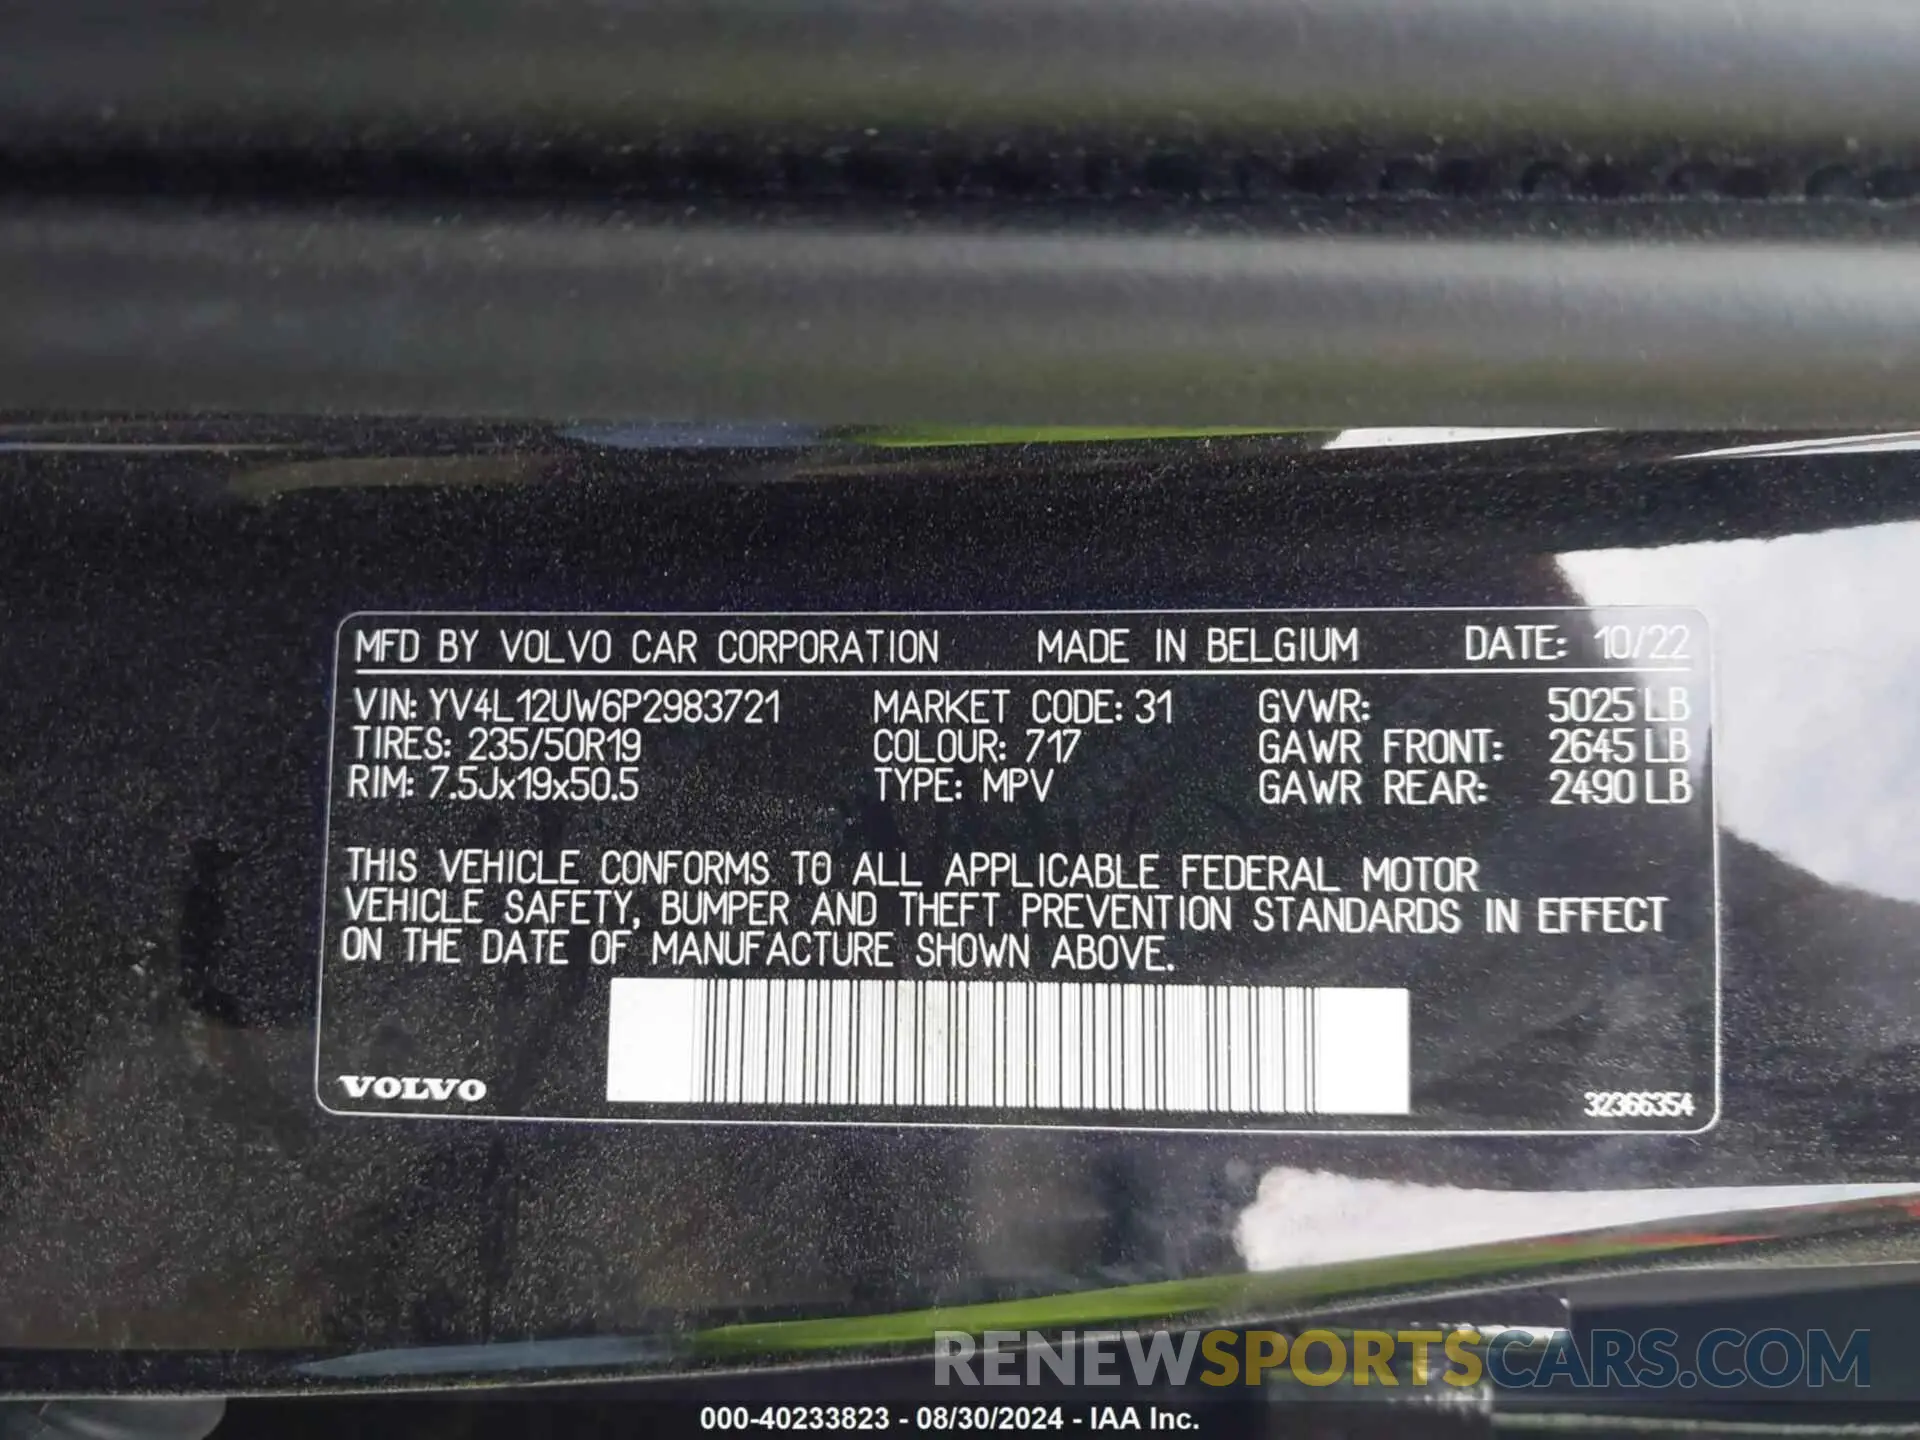 MFD BY VOLVO CAR CORPORATION MADE IN BELGIUM DATE: 10/22
VIN: YV4L12UW6P2983721 MARKET CODE: 31 GVWR: 5025 LB
TIRES: 235/50R19 COLOUR: 717 GAWR FRONT: 2645 LB
RIM: 7.5Jx19x50.5 TYPE: MPV GAWR REAR: 2490 LB
THIS VEHICLE CONFORMS TO ALL APPLICABLE FEDERAL MOTOR
VEHICLE SAFETY, BUMPER AND THEFT PREVENTION STANDARDS IN EFFECT
ON THE DATE OF MANUFACTURE SHOWN ABOVE.
VOLVO 32366354
RENEWSPORTSCARS.COM
000-40233823 - 08/30/2024 - IAA Inc.